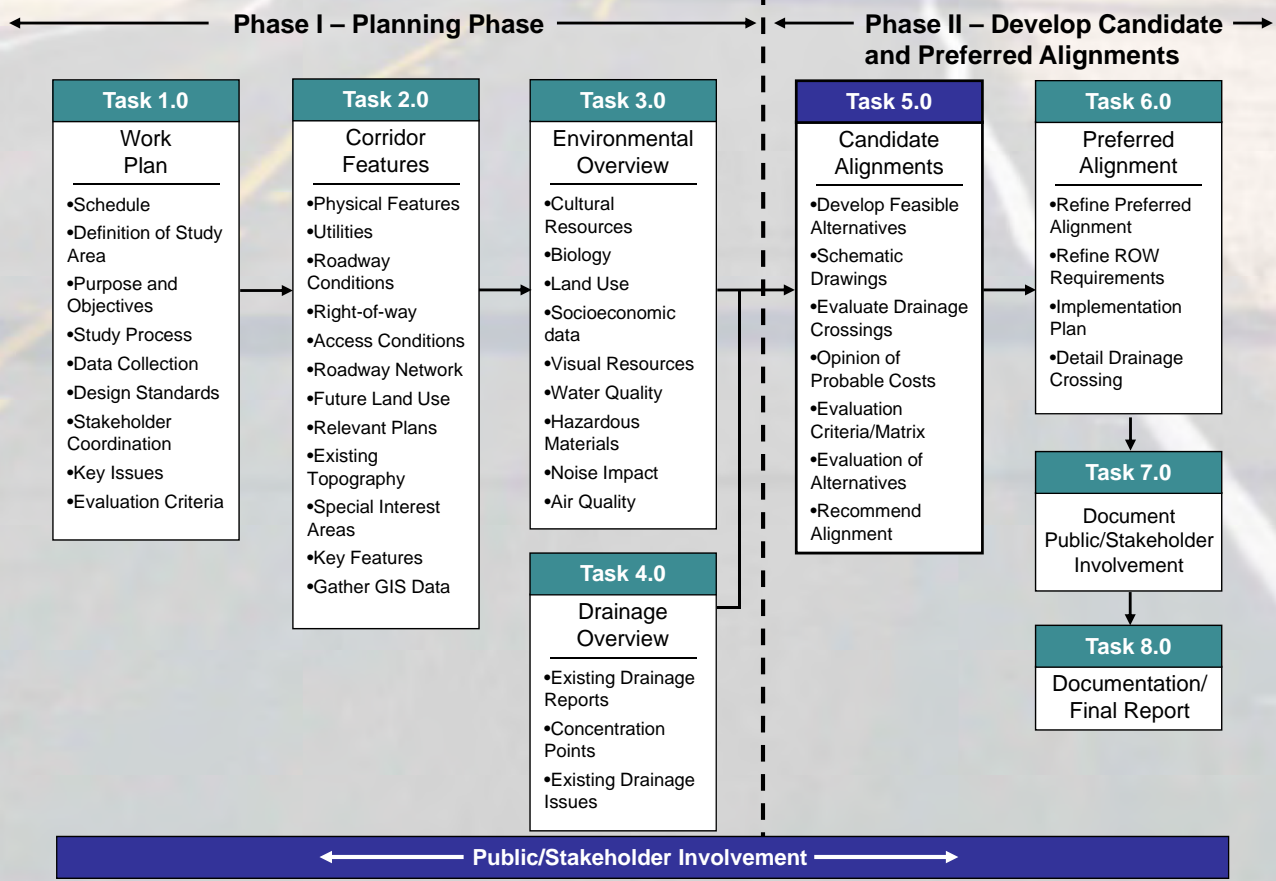 Phase I – Planning Phase
Phase II – Develop Candidate
and Preferred Alignments
Task 1.0
Work
Plan
•Schedule
•Definition of Study
Area
•Purpose and
Objectives
•Study Process
•Data Collection
•Design Standards
•Stakeholder
Coordination
•Key Issues
•Evaluation Criteria
Task 2.0
Corridor
Features
•Physical Features
•Utilities
•Roadway
Conditions
•Right-of-way
•Access Conditions
•Roadway Network
•Future Land Use
•Relevant Plans
•Existing
Topography
•Special Interest
Areas
•Key Features
•Gather GIS Data
Task 3.0
Environmental
Overview
•Cultural
Resources
•Biology
•Land Use
•Socioeconomic
data
•Visual Resources
•Water Quality
•Hazardous
Materials
•Noise Impact
•Air Quality
Task 4.0
Drainage
Overview
•Existing Drainage
Reports
•Concentration
Points
•Existing Drainage
Issues
Task 5.0
Candidate
Alignments
•Develop Feasible
Alternatives
•Schematic
Drawings
•Evaluate Drainage
Crossings
•Opinion of
Probable Costs
•Evaluation
Criteria/Matrix
•Evaluation of
Alternatives
•Recommend
Alignment
Task 6.0
Preferred
Alignment
•Refine Preferred
Alignment
•Refine ROW
Requirements
•Implementation
Plan
•Detail Drainage
Crossing
Task 7.0
Document
Public/Stakeholder
Involvement
Task 8.0
Documentation/
Final Report
Public/Stakeholder Involvement